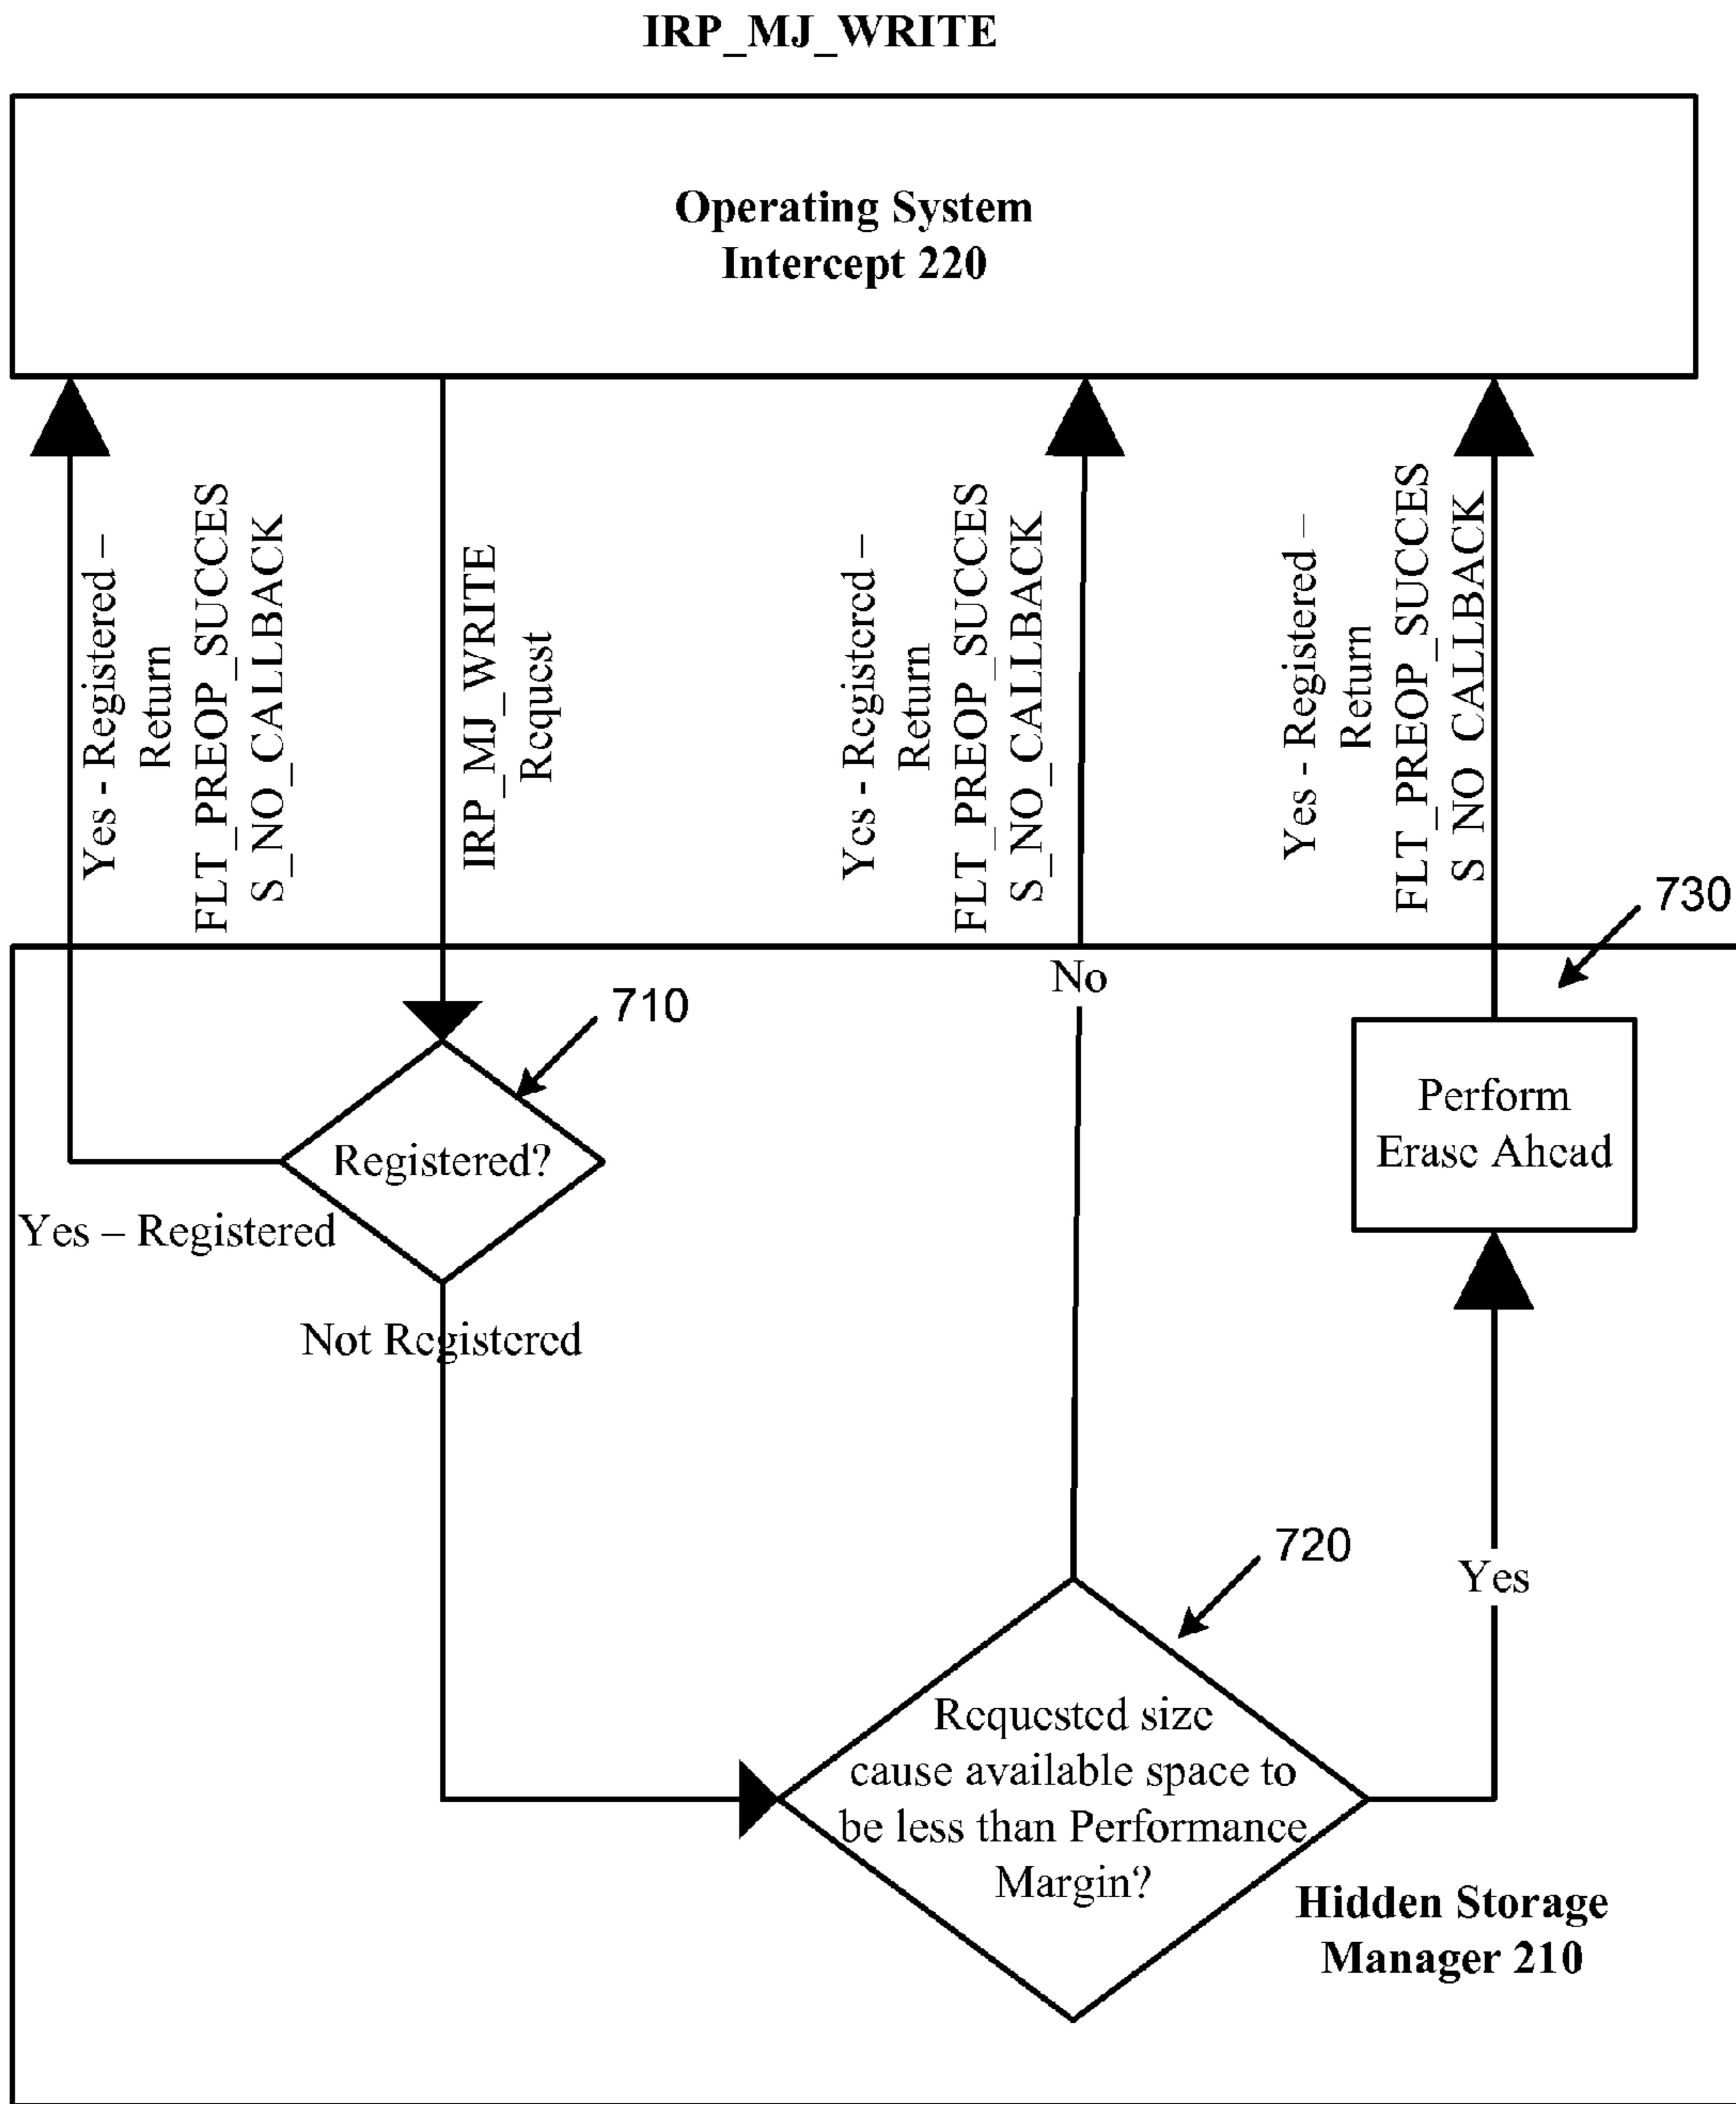 IRP_MJ_WRITE
Operating System
Intercept 220
Yes - Registered –
Return
FLT_PREOP_SUCCES
S_NO_CALLBACK
IRP_MJ_WRITE
Request
Yes - Registered –
Return
FLT_PREOP_SUCCES
S_NO_CALLBACK
Yes - Registered –
Return
FLT_PREOP_SUCCES
S_NO_CALLBACK
730
No
710
Perform
Erase Ahead
Registered?
Yes – Registered
Not Registered
720
Yes
Requested size
cause available space to
be less than Performance
Margin?
Hidden Storage
Manager 210